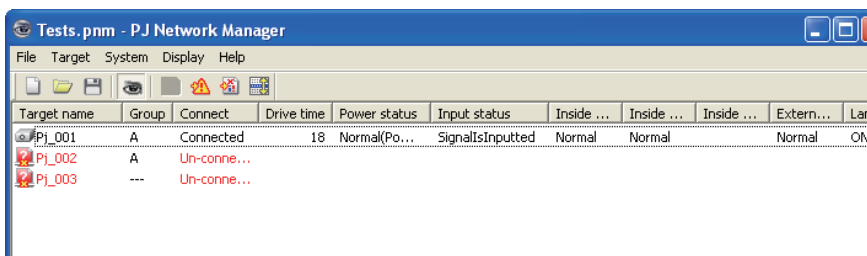 Tests.pnm - PJ Network Manager
File Target System Display Help
Target name Group Connect Drive time Power status Input status Inside ... Inside ... Inside ... Extern... Lar
Pj_001 A Connected 18 Normal(Po... SignalIsInputted Normal Normal Normal ON
Pj_002 A Un-conne...
Pj_003 --- Un-conne...